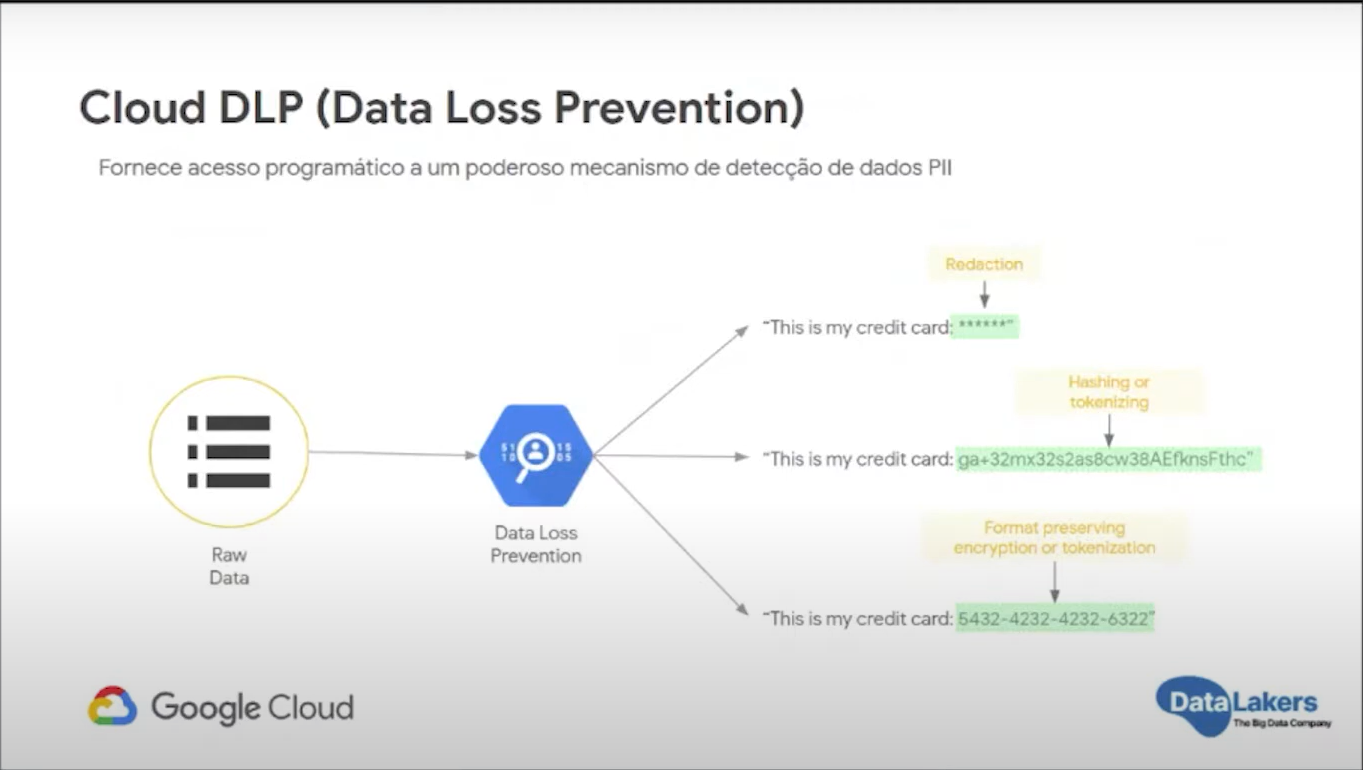 Cloud DLP (Data Loss Prevention)
Fornece acesso programático a um poderoso mecanismo de detecção de dados PII
Redaction
"This is my credit card: ******"
Hashing or
tokenizing
"This is my credit card: ga+32mx32s2as8cw38AEfknsFthc"
51 15
10 05
Data Loss
Prevention
Raw
Data
Format preserving
encryption or tokenization
"This is my credit card: 5432-4232-4232-6322"
Google Cloud
DataLakers
The Big Data Company